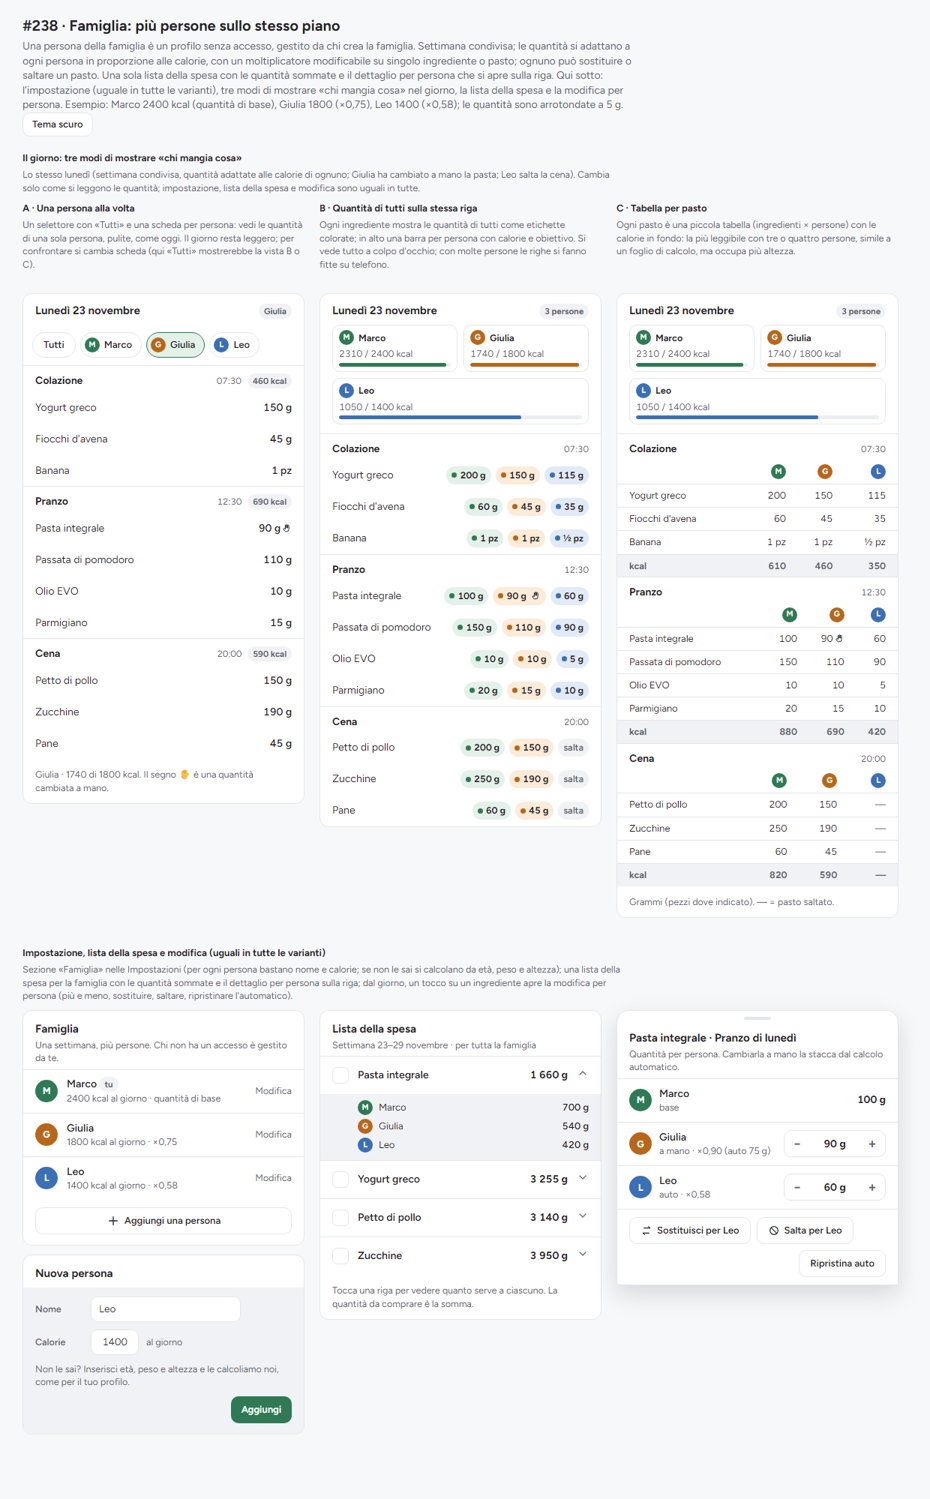 #238 · Famiglia: più persone sullo stesso piano
Una persona della famiglia è un profilo senza accesso, gestito da chi crea la famiglia. Settimana condivisa; le quantità si adattano a
ogni persona in proporzione alle calorie, con un moltiplicatore modificabile su singolo ingrediente o pasto; ognuno può sostituire o
saltare un pasto. Una sola lista della spesa con le quantità sommate e il dettaglio per persona che si apre sulla riga. Qui sotto:
l'impostazione (uguale in tutte le varianti), tre modi di mostrare «chi mangia cosa» nel giorno, la lista della spesa e la modifica per
persona. Esempio: Marco 2400 kcal (quantità di base), Giulia 1800 (×0,75), Leo 1400 (×0,58); le quantità sono arrotondate a 5 g.
Tema scuro
Il giorno: tre modi di mostrare «chi mangia cosa»
Lo stesso lunedì (settimana condivisa, quantità adattate alle calorie di ognuno; Giulia ha cambiato a mano la pasta; Leo salta la cena). Cambia
solo come si leggono le quantità; impostazione, lista della spesa e modifica sono uguali in tutte.
A · Una persona alla volta
Un selettore con «Tutti» e una scheda per persona: vedi le quantità
di una sola persona, pulite, come oggi. Il giorno resta leggero; per
confrontare si cambia scheda (qui «Tutti» mostrerebbe la vista B o
C).
Lunedì 23 novembre
Giulia
Tutti
M Marco
G Giulia
L Leo
Colazione 07:30 460 kcal
Yogurt greco 150 g
Fiocchi d'avena 45 g
Banana 1 pz
Pranzo 12:30 690 kcal
Pasta integrale 90 g
Passata di pomodoro 110 g
Olio EVO 10 g
Parmigiano 15 g
Cena 20:00 590 kcal
Petto di pollo 150 g
Zucchine 190 g
Pane 45 g
Giulia · 1740 di 1800 kcal. Il segno ✋ è una quantità
cambiata a mano.
B · Quantità di tutti sulla stessa riga
Ogni ingrediente mostra le quantità di tutti come etichette
colorate; in alto una barra per persona con calorie e obiettivo. Si
vede tutto a colpo d'occhio; con molte persone le righe si fanno
fitte su telefono.
Lunedì 23 novembre
3 persone
M Marco
2310 / 2400 kcal
G Giulia
1740 / 1800 kcal
L Leo
1050 / 1400 kcal
Colazione 07:30
Yogurt greco 200 g 150 g 115 g
Fiocchi d'avena 60 g 45 g 35 g
Banana 1 pz 1 pz ½ pz
Pranzo 12:30
Pasta integrale 100 g 90 g 60 g
Passata di pomodoro 150 g 110 g 90 g
Olio EVO 10 g 10 g 5 g
Parmigiano 20 g 15 g 10 g
Cena 20:00
Petto di pollo 200 g 150 g salta
Zucchine 250 g 190 g salta
Pane 60 g 45 g salta
C · Tabella per pasto
Ogni pasto è una piccola tabella (ingredienti × persone) con le
calorie in fondo: la più leggibile con tre o quattro persone, simile a
un foglio di calcolo, ma occupa più altezza.
Lunedì 23 novembre
3 persone
M Marco
2310 / 2400 kcal
G Giulia
1740 / 1800 kcal
L Leo
1050 / 1400 kcal
Colazione 07:30
M G L
Yogurt greco 200 150 115
Fiocchi d'avena 60 45 35
Banana 1 pz 1 pz ½ pz
kcal 610 460 350
Pranzo 12:30
M G L
Pasta integrale 100 90 60
Passata di pomodoro 150 110 90
Olio EVO 10 10 5
Parmigiano 20 15 10
kcal 880 690 420
Cena 20:00
M G L
Petto di pollo 200 150 —
Zucchine 250 190 —
Pane 60 45 —
kcal 820 590 —
Grammi (pezzi dove indicato). — = pasto saltato.
Impostazione, lista della spesa e modifica (uguali in tutte le varianti)
Sezione «Famiglia» nelle Impostazioni (per ogni persona bastano nome e calorie; se non le sai si calcolano da età, peso e altezza); una lista della
spesa per la famiglia con le quantità sommate e il dettaglio per persona sulla riga; dal giorno, un tocco su un ingrediente apre la modifica per
persona (più e meno, sostituire, saltare, ripristinare l'automatico).
Famiglia
Una settimana, più persone. Chi non ha un accesso è gestito
da te.
M Marco tu
2400 kcal al giorno · quantità di base
Modifica
G Giulia
1800 kcal al giorno · ×0,75
Modifica
L Leo
1400 kcal al giorno · ×0,58
Modifica
+ Aggiungi una persona
Nuova persona
Nome Leo
Calorie 1400 al giorno
Non le sai? Inserisci età, peso e altezza e le calcoliamo noi,
come per il tuo profilo.
Aggiungi
Lista della spesa
Settimana 23–29 novembre · per tutta la famiglia
Pasta integrale 1 660 g
M Marco 700 g
G Giulia 540 g
L Leo 420 g
Yogurt greco 3 255 g
Petto di pollo 3 140 g
Zucchine 3 950 g
Tocca una riga per vedere quanto serve a ciascuno. La
quantità da comprare è la somma.
Pasta integrale · Pranzo di lunedì
Quantità per persona. Cambiarla a mano la stacca dal calcolo
automatico.
M Marco
base
100 g
G Giulia
a mano · ×0,90 (auto 75 g)
− 90 g +
L Leo
auto · ×0,58
− 60 g +
Sostituisci per Leo
Salta per Leo
Ripristina auto